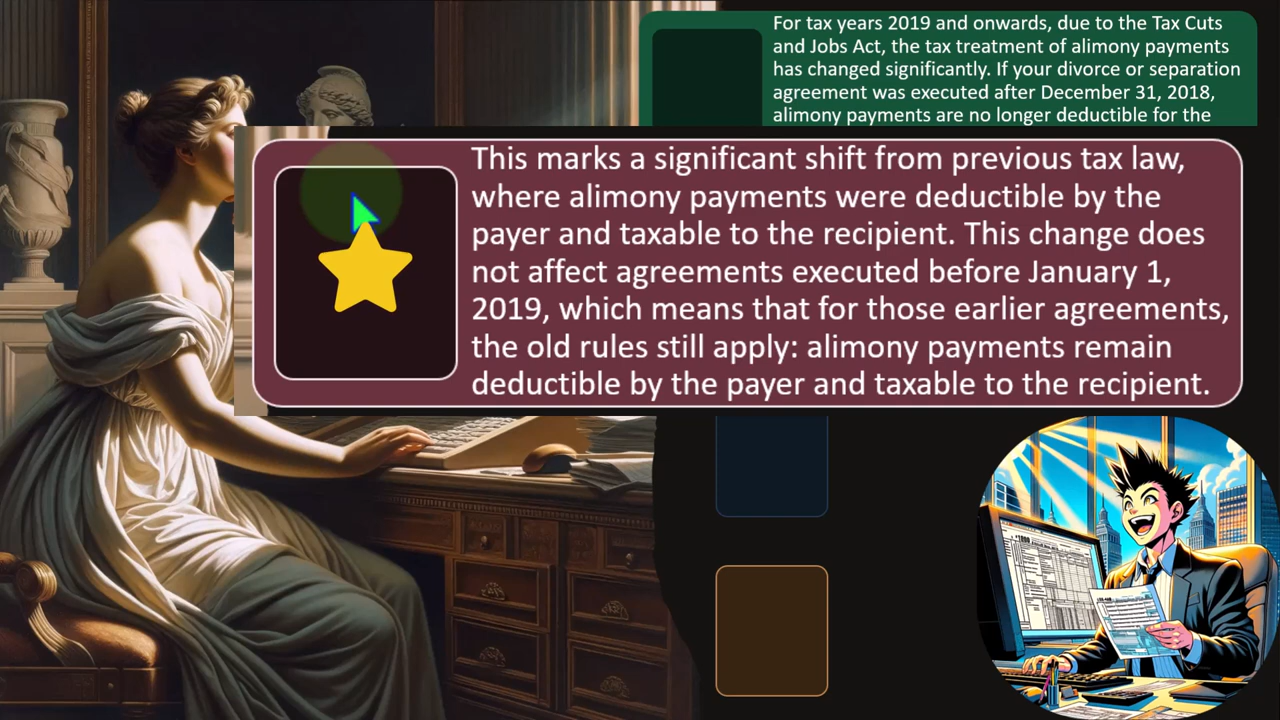 For tax years 2019 and onwards, due to the Tax Cuts
and Jobs Act, the tax treatment of alimony payments
has changed significantly. If your divorce or separation
agreement was executed after December 31, 2018,
alimony payments are no longer deductible for the
This marks a significant shift from previous tax law,
where alimony payments were deductible by the
payer and taxable to the recipient. This change does
not affect agreements executed before January 1,
2019, which means that for those earlier agreements,
the old rules still apply: alimony payments remain
deductible by the payer and taxable to the recipient.